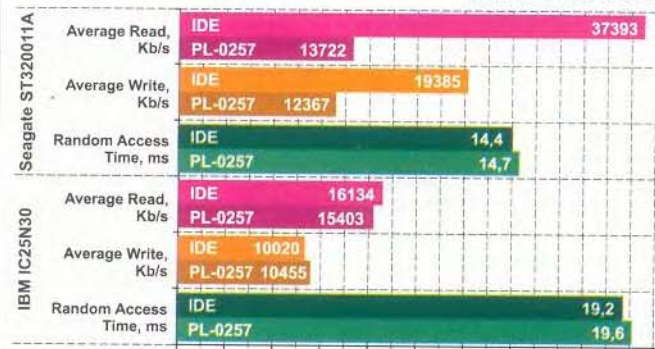 Seagate ST320011A
Average Read,
Kb/s
IDE 37393
PL-0257 13722
Average Write,
Kb/s
IDE 19385
PL-0257 12367
Random Access
Time, ms
IDE 14,4
PL-0257 14,7
IBM IC25N30
Average Read,
Kb/s
IDE 16134
PL-0257 15403
Average Write,
Kb/s
IDE 10020
PL-0257 10455
Random Access
Time, ms
IDE 19,2
PL-0257 19,6